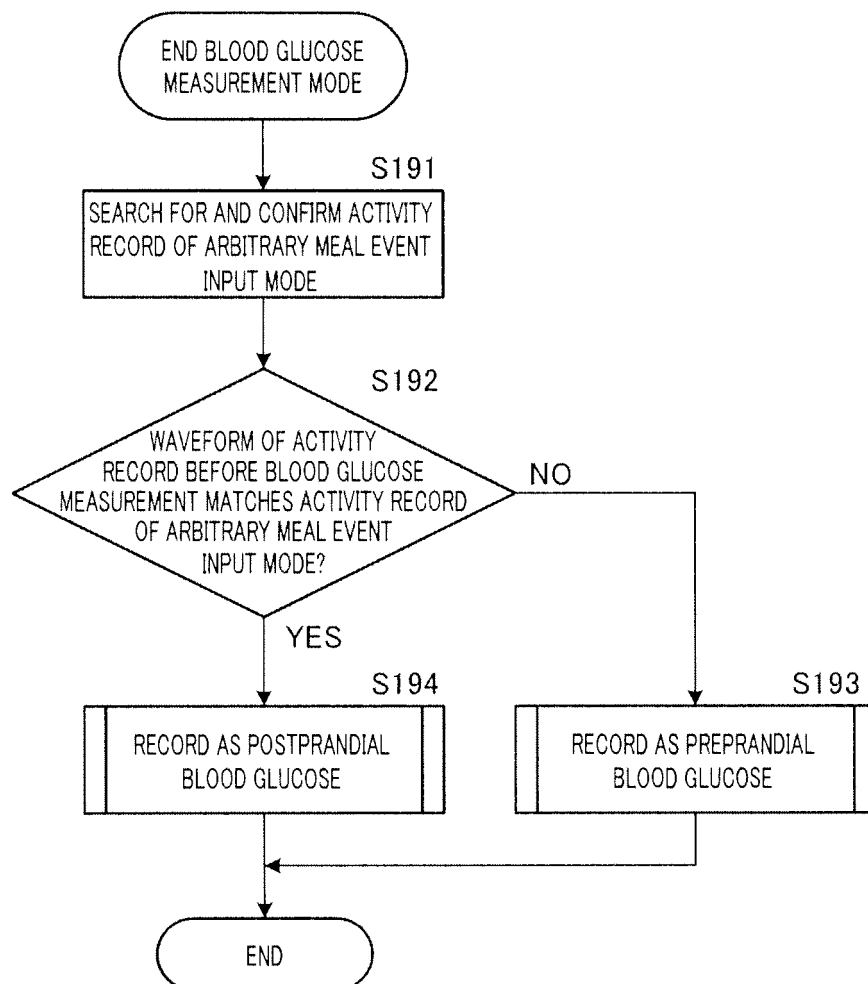 END BLOOD GLUCOSE
MEASUREMENT MODE
S191
SEARCH FOR AND CONFIRM ACTIVITY
RECORD OF ARBITRARY MEAL EVENT
INPUT MODE
S192
WAVEFORM OF ACTIVITY
RECORD BEFORE BLOOD GLUCOSE
MEASUREMENT MATCHES ACTIVITY RECORD
OF ARBITRARY MEAL EVENT
INPUT MODE?
NO
YES
S194
RECORD AS POSTPRANDIAL
BLOOD GLUCOSE
S193
RECORD AS PREPRANDIAL
BLOOD GLUCOSE
END